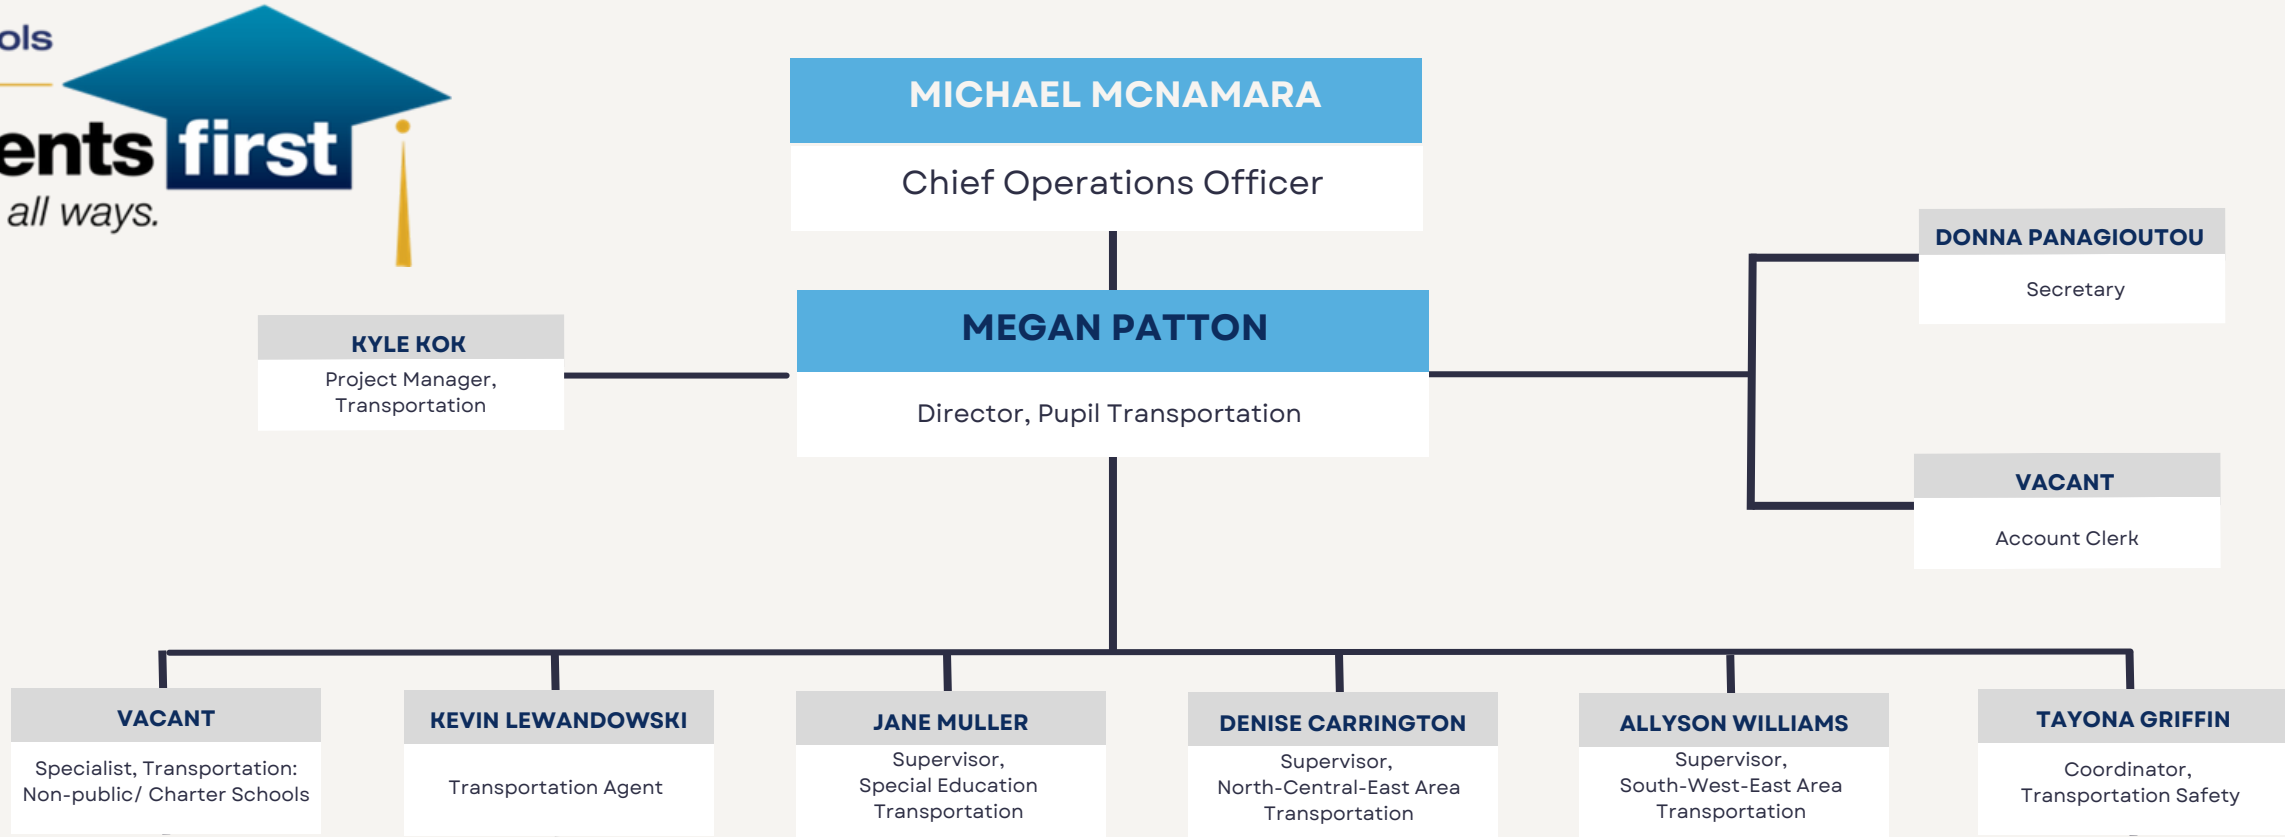 ols
ents first
all ways.
MICHAEL MCNAMARA
Chief Operations Officer
KYLE KOK
Project Manager,
Transportation
MEGAN PATTON
Director, Pupil Transportation
DONNA PANAGIOUTOU
Secretary
VACANT
Account Clerk
VACANT
Specialist, Transportation:
Non-public/ Charter Schools
KEVIN LEWANDOWSKI
Transportation Agent
JANE MULLER
Supervisor,
Special Education
Transportation
DENISE CARRINGTON
Supervisor,
North-Central-East Area
Transportation
ALLYSON WILLIAMS
Supervisor,
South-West-East Area
Transportation
TAYONA GRIFFIN
Coordinator,
Transportation Safety